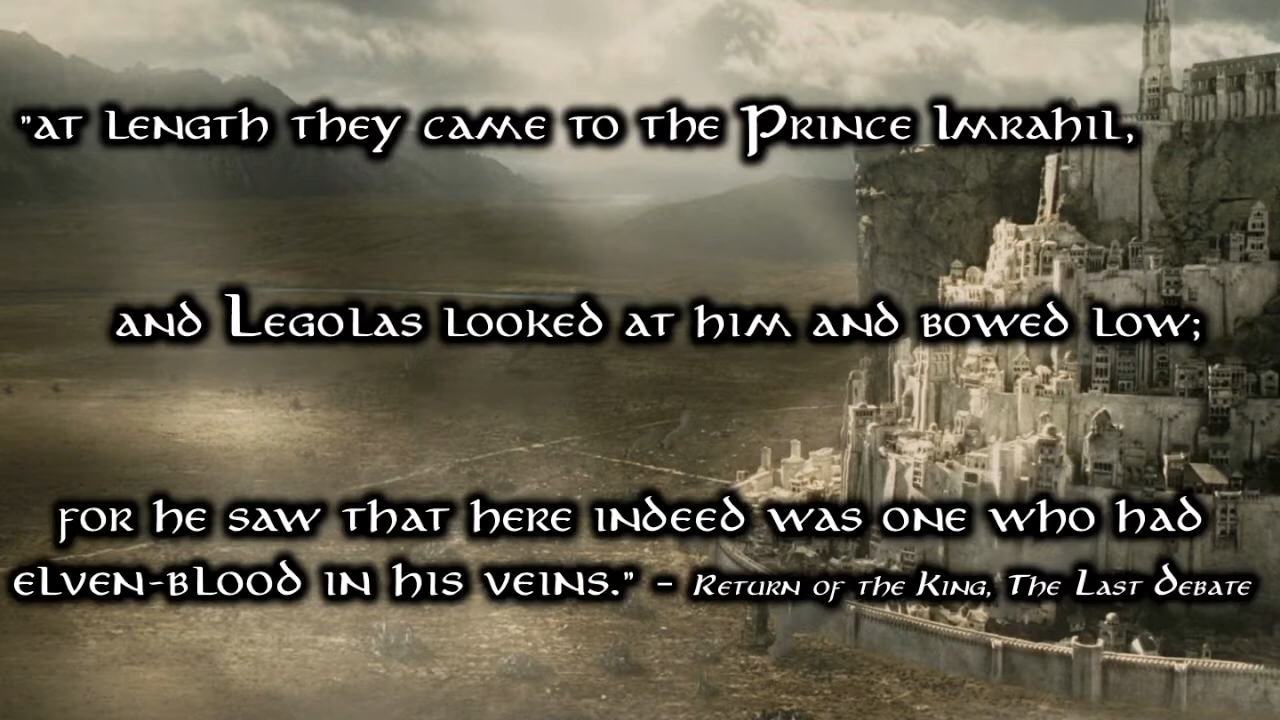 "at length they came to the Prince Imrahil,
and Legolas looked at him and bowed low;
for he saw that here indeed was one who had
elven-blood in his veins." - Return of the King, The Last Debate